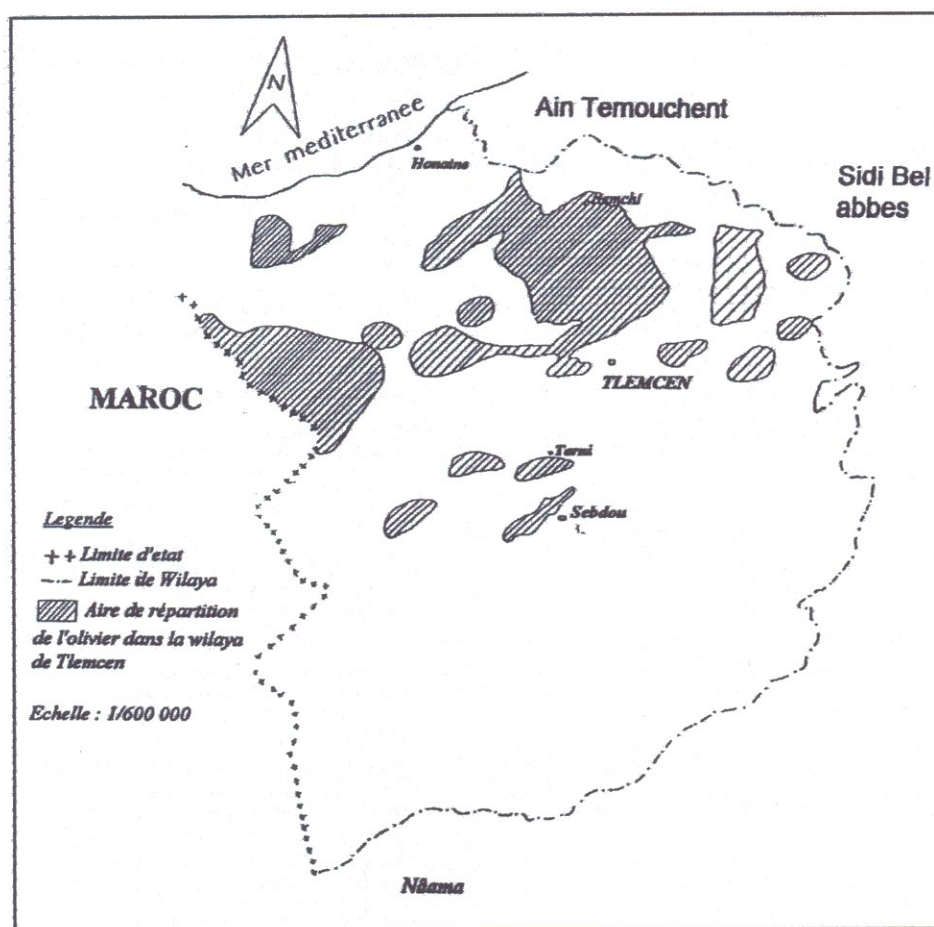 N
Mer mediterranee
Ain Temouchent
Honaine
Sidi Bel
abbes
Remchi
MAROC
TLEMCEN
Terni
Sebdou
Legende
++ Limite d'etat
Limite de Wilaya
Aire de répartition
de l'olivier dans la wilaya
de Tlemcen
Echelle : 1/600 000
Nâama